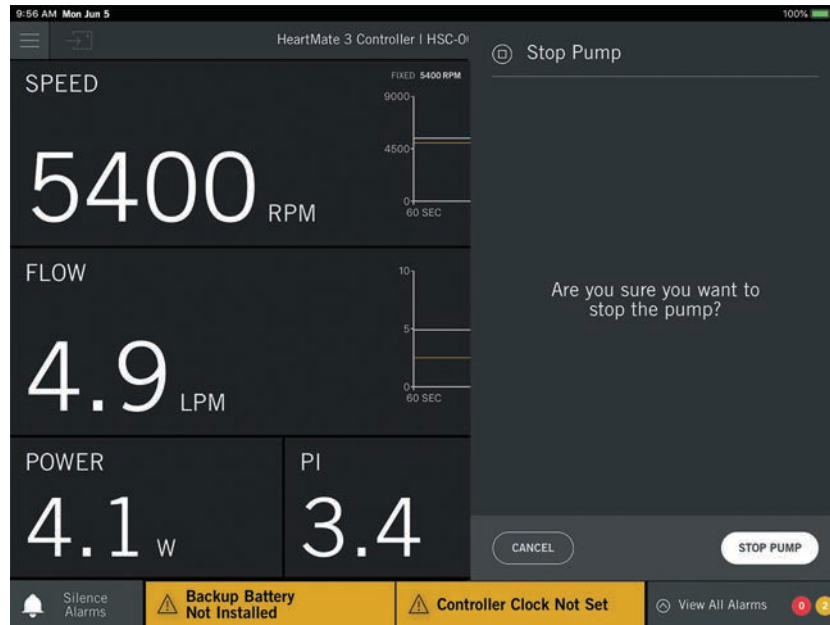 9:56 AM Mon Jun 5
100%
HeartMate 3 Controller | HSC-0
Stop Pump
SPEED
FIXED 5400 RPM
9000
4500
0
60 SEC
5400 RPM
FLOW
10
5
0
60 SEC
4.9 LPM
Are you sure you want to
stop the pump?
POWER
4.1 W
PI
3.4
CANCEL
STOP PUMP
Silence
Alarms
Backup Battery
Not Installed
Controller Clock Not Set
View All Alarms
0
2